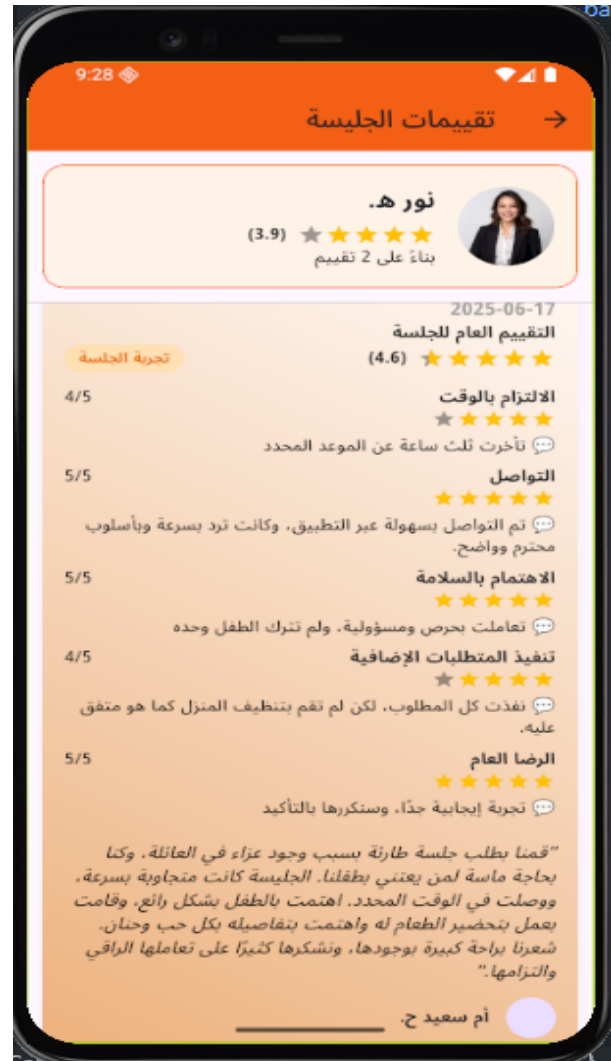 ba
9:28
تقييمات الجليسة
نور ه.
(3.9)
بناءً على 2 تقييم
2025-06-17
التقييم العام للجلسة
(4.6)
تجربة الجلسة
الالتزام بالوقت
4/5
تأخرت ثلث ساعة عن الموعد المحدد
التواصل
5/5
تم التواصل بسهولة عبر التطبيق، وكانت ترد بسرعة وبأسلوب
محترم وواضح.
الاهتمام بالسلامة
5/5
تعاملت بحرص ومسؤولية، ولم تترك الطفل وحده
تنفيذ المتطلبات الإضافية
4/5
نفذت كل المطلوب، لكن لم تقم بتنظيف المنزل كما هو متفق
عليه.
الرضا العام
5/5
تجربة إيجابية جدًا، وسنكررها بالتأكيد
"قمنا بطلب جلسة طارئة بسبب وجود عزاء في العائلة، وكنا
بحاجة ماسة لمن يعتني بطفلنا. الجليسة كانت متجاوبة بسرعة،
ووصلت في الوقت المحدد. اهتمت بالطفل بشكل رائع، وقامت
بعمل بتحضير الطعام له واهتمت بتفاصيله بكل حب وحنان.
شعرنا براحة كبيرة بوجودها، ونشكرها كثيرًا على تعاملها الراقي
والتزامها."
أم سعيد ح.